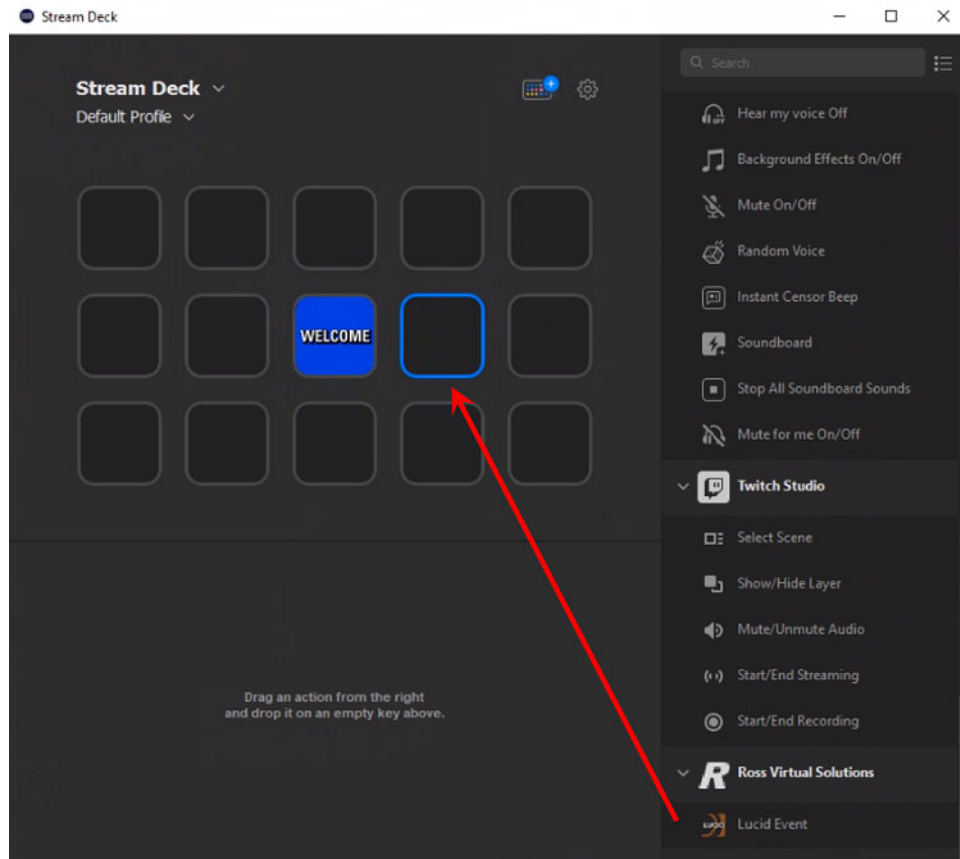 Stream Deck
Stream Deck
Default Profile
WELCOME
Drag an action from the right
and drop it on an empty key above.
Search
Hear my voice Off
Background Effects On/Off
Mute On/Off
Random Voice
Instant Censor Beep
Soundboard
Stop All Soundboard Sounds
Mute for me On/Off
Twitch Studio
Select Scene
Show/Hide Layer
Mute/Unmute Audio
Start/End Streaming
Start/End Recording
R Ross Virtual Solutions
LUCID Lucid Event